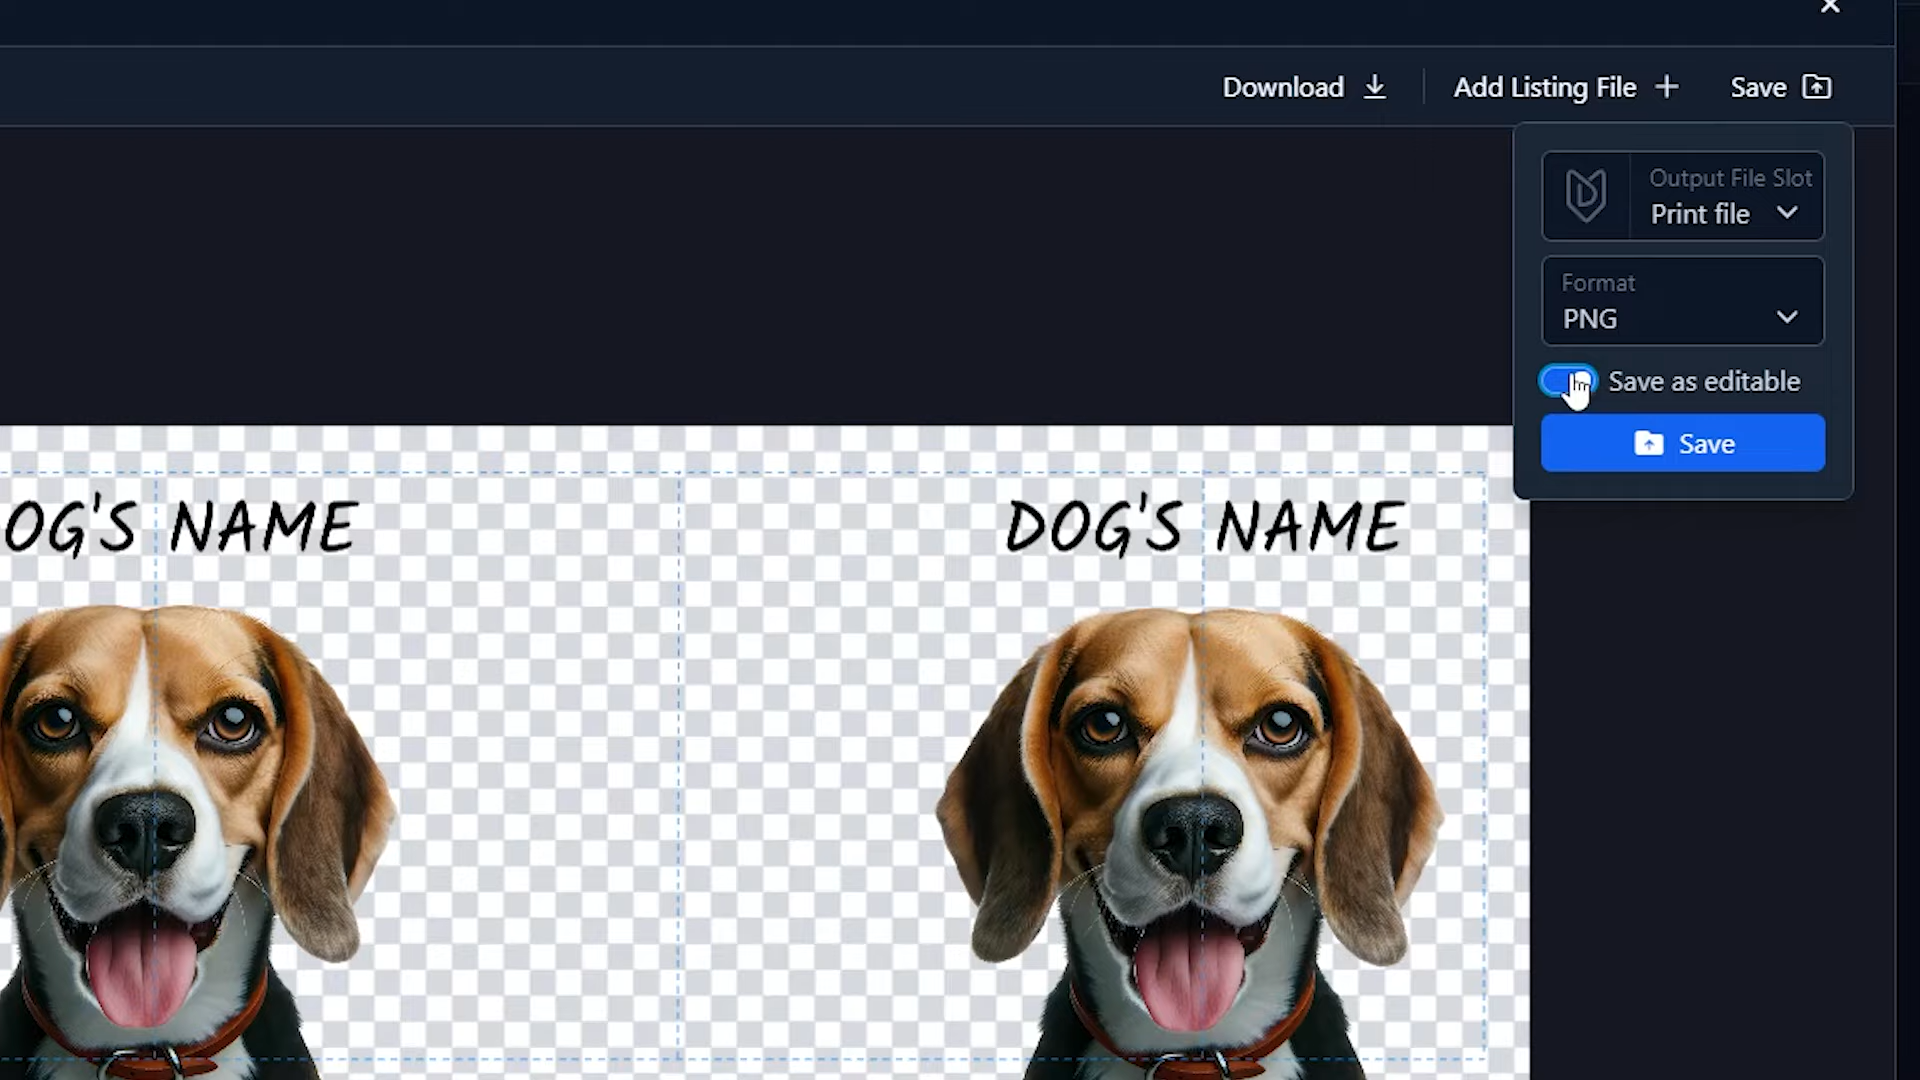 Download
Add Listing File
Save
Output File Slot
Print file
Format
PNG
Save as editable
Save
OG'S NAME
DOG'S NAME